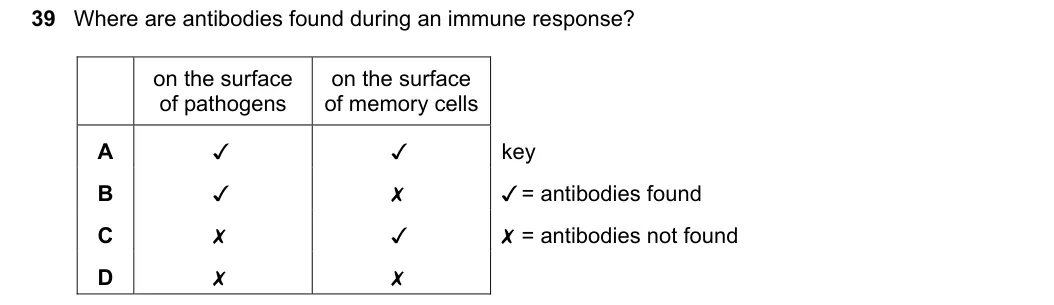 39 Where are antibodies found during an immune response?
on the surface of pathogens
on the surface of memory cells
A ✓ ✓ key
B ✓ ✗ ✓ = antibodies found
C ✗ ✓ ✗ = antibodies not found
D ✗ ✗